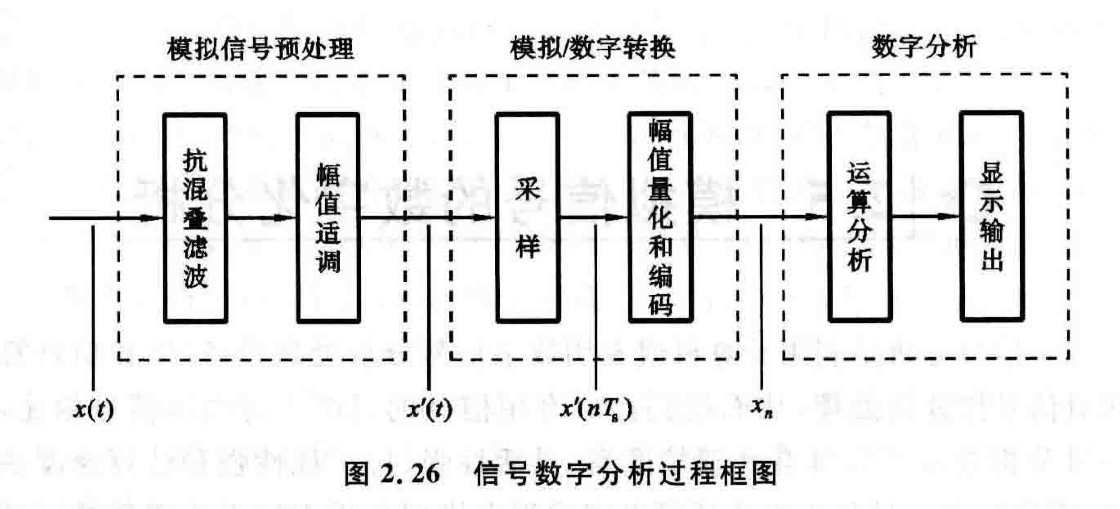 模拟信号预处理
模拟/数字转换
数字分析
抗混叠滤波
幅值适调
采样
幅值量化和编码
运算分析
显示输出
x(t)
x′(t)
x′(nTs)
xn
图 2.26 信号数字分析过程框图